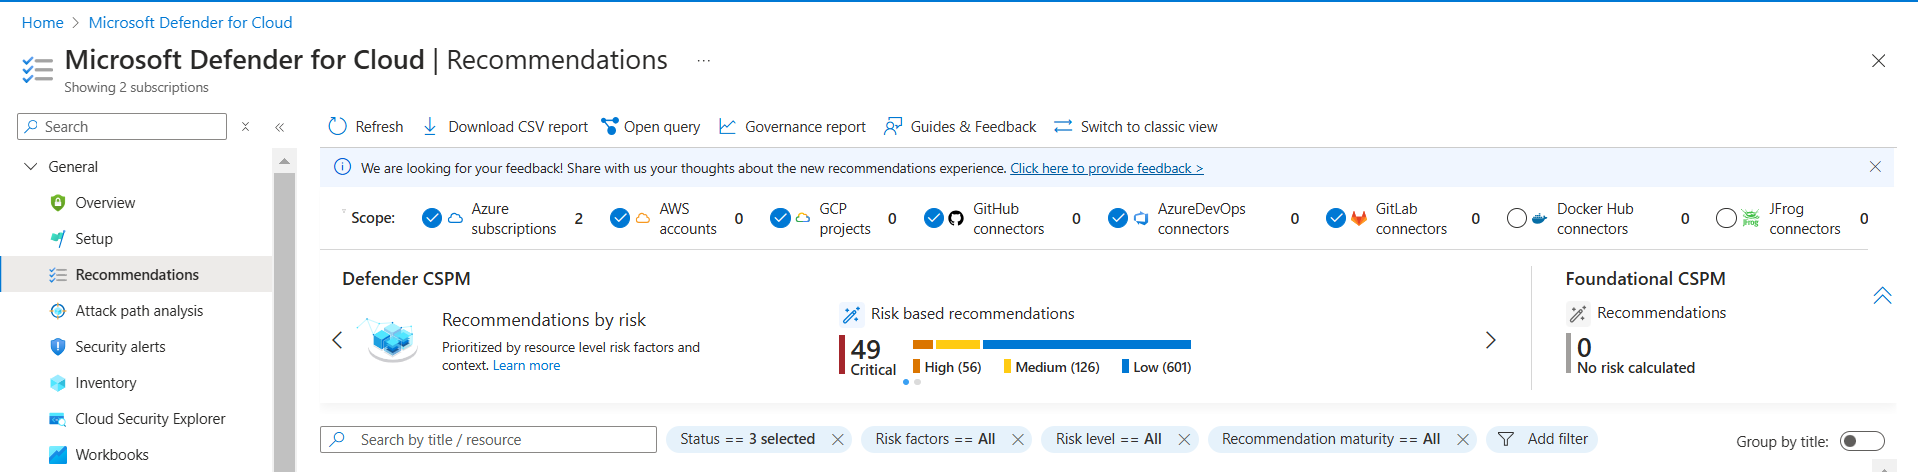 Home > Microsoft Defender for Cloud
Microsoft Defender for Cloud | Recommendations ...
Showing 2 subscriptions
Search
General
Overview
Setup
Recommendations
Attack path analysis
Security alerts
Inventory
Cloud Security Explorer
Workbooks
Refresh Download CSV report Open query Governance report Guides & Feedback Switch to classic view
We are looking for your feedback! Share with us your thoughts about the new recommendations experience. Click here to provide feedback >
Scope: Azure subscriptions 2 AWS accounts 0 GCP projects 0 GitHub connectors 0 AzureDevOps connectors 0 GitLab connectors 0 Docker Hub connectors 0 JFrog JFrog connectors 0
Defender CSPM
Recommendations by risk
Prioritized by resource level risk factors and
context. Learn more
Risk based recommendations
49
Critical High (56) Medium (126) Low (601)
Foundational CSPM
Recommendations
0
No risk calculated
Search by title / resource Status == 3 selected Risk factors == All Risk level == All Recommendation maturity == All Add filter Group by title: